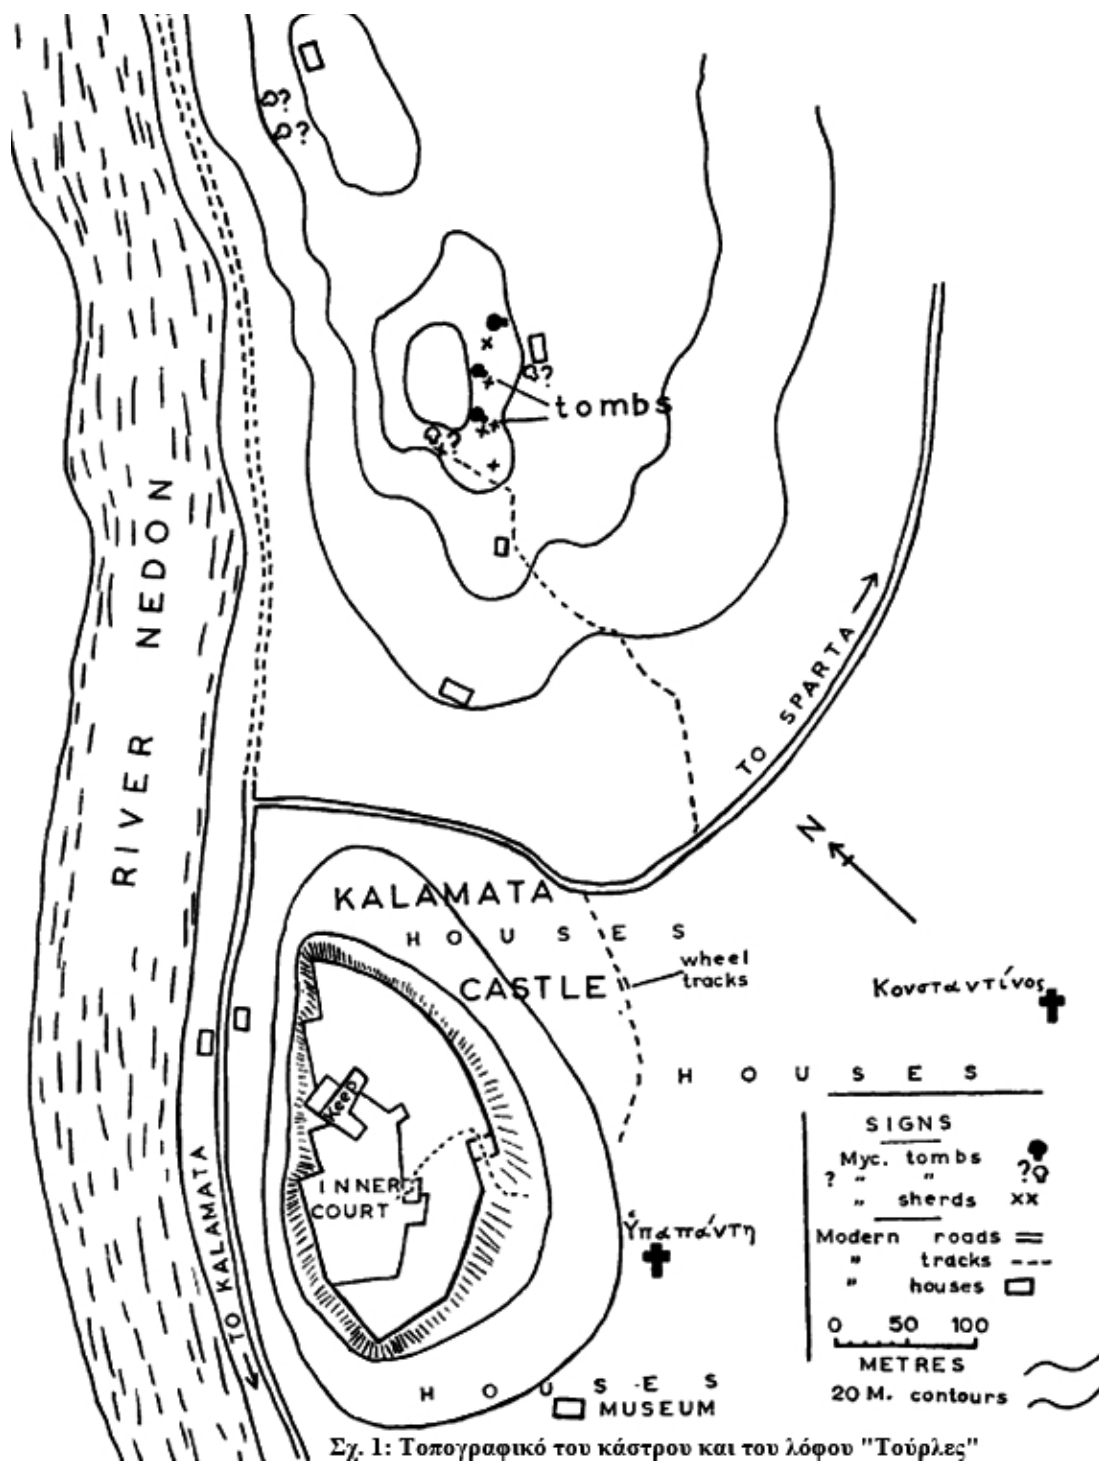 ?
?
tombs
?
?
RIVER NEDON
TO SPARTA
N
KALAMATA
HOUSES
wheel
tracks
CASTLE
Κονσταντίνος
HOUSES
Keep
INNER
COURT
Ὑπαπάντη
TO KALAMATA
SIGNS
Myc. tombs
? " " ?
" sherds xx
Modern roads
" tracks
" houses
0 50 100
METRES
20 M. contours
HOUSES
MUSEUM
Σχ. 1: Τοπογραφικό του κάστρου και του λόφου "Τούρλες"